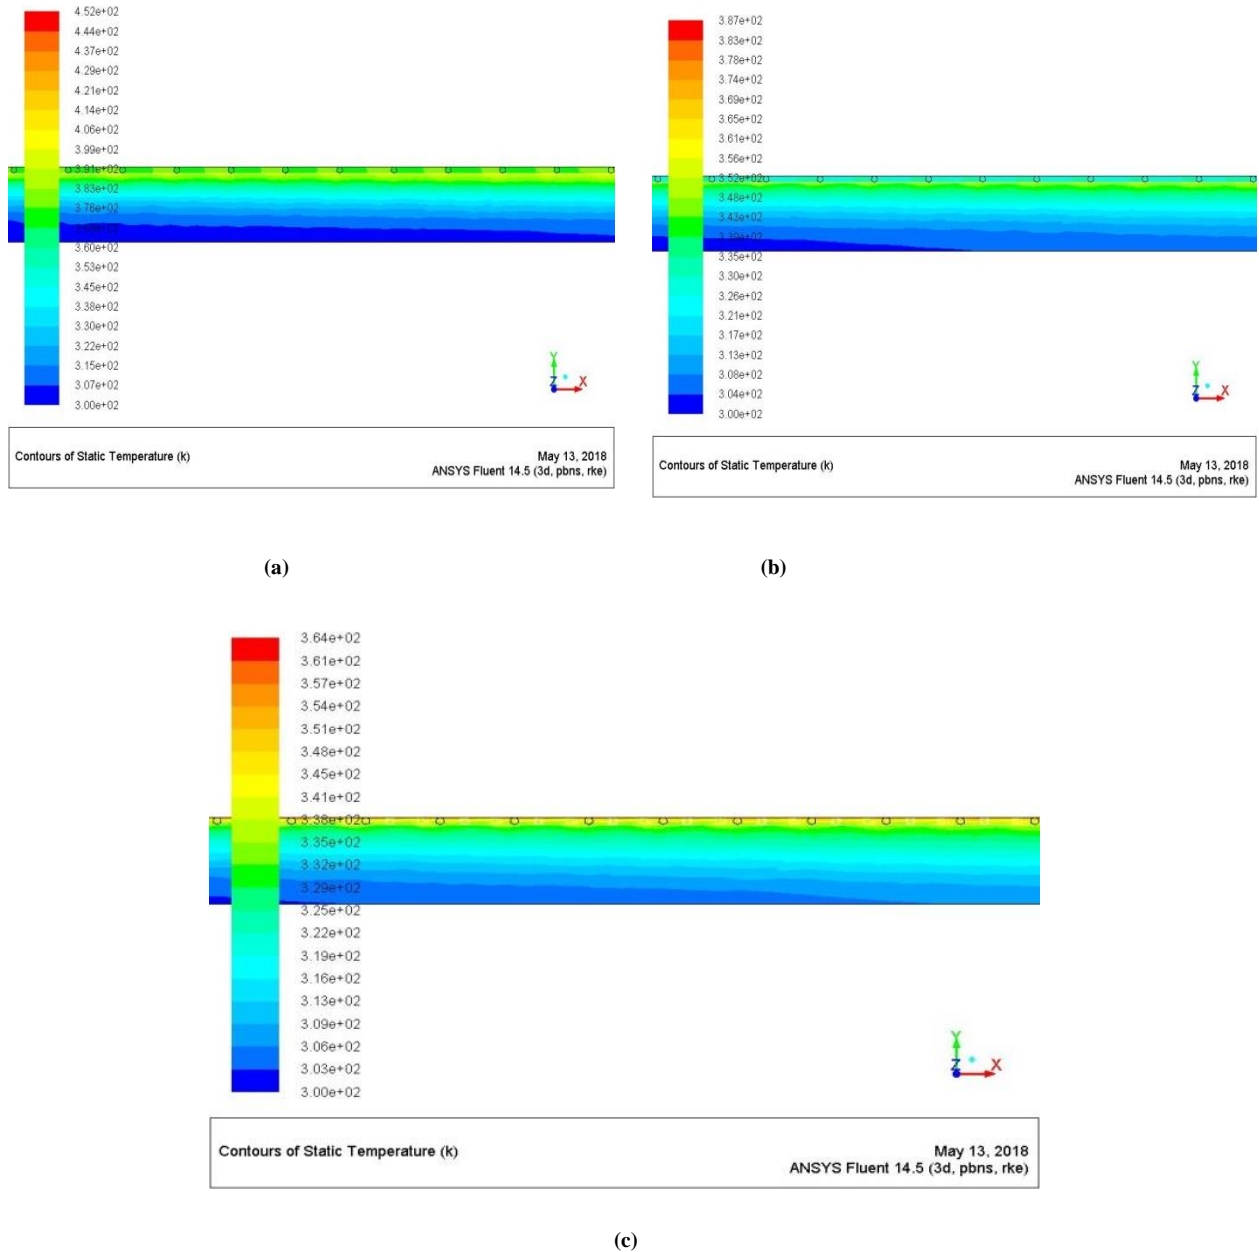 4.52e+02
4.44e+02
4.37e+02
4.29e+02
4.21e+02
4.14e+02
4.06e+02
3.99e+02
3.91e+02
3.83e+02
3.76e+02
3.68e+02
3.60e+02
3.53e+02
3.45e+02
3.38e+02
3.30e+02
3.22e+02
3.15e+02
3.07e+02
3.00e+02
Y
Z
X
Contours of Static Temperature (k)
May 13, 2018
ANSYS Fluent 14.5 (3d, pbns, rke)
3.87e+02
3.83e+02
3.78e+02
3.74e+02
3.69e+02
3.65e+02
3.61e+02
3.56e+02
3.52e+02
3.48e+02
3.43e+02
3.39e+02
3.35e+02
3.30e+02
3.26e+02
3.21e+02
3.17e+02
3.13e+02
3.08e+02
3.04e+02
3.00e+02
Y
Z
X
Contours of Static Temperature (k)
May 13, 2018
ANSYS Fluent 14.5 (3d, pbns, rke)
(a)
(b)
3.64e+02
3.61e+02
3.57e+02
3.54e+02
3.51e+02
3.48e+02
3.45e+02
3.41e+02
3.38e+02
3.35e+02
3.32e+02
3.29e+02
3.25e+02
3.22e+02
3.19e+02
3.16e+02
3.13e+02
3.09e+02
3.06e+02
3.03e+02
3.00e+02
Y
Z
X
Contours of Static Temperature (k)
May 13, 2018
ANSYS Fluent 14.5 (3d, pbns, rke)
(c)